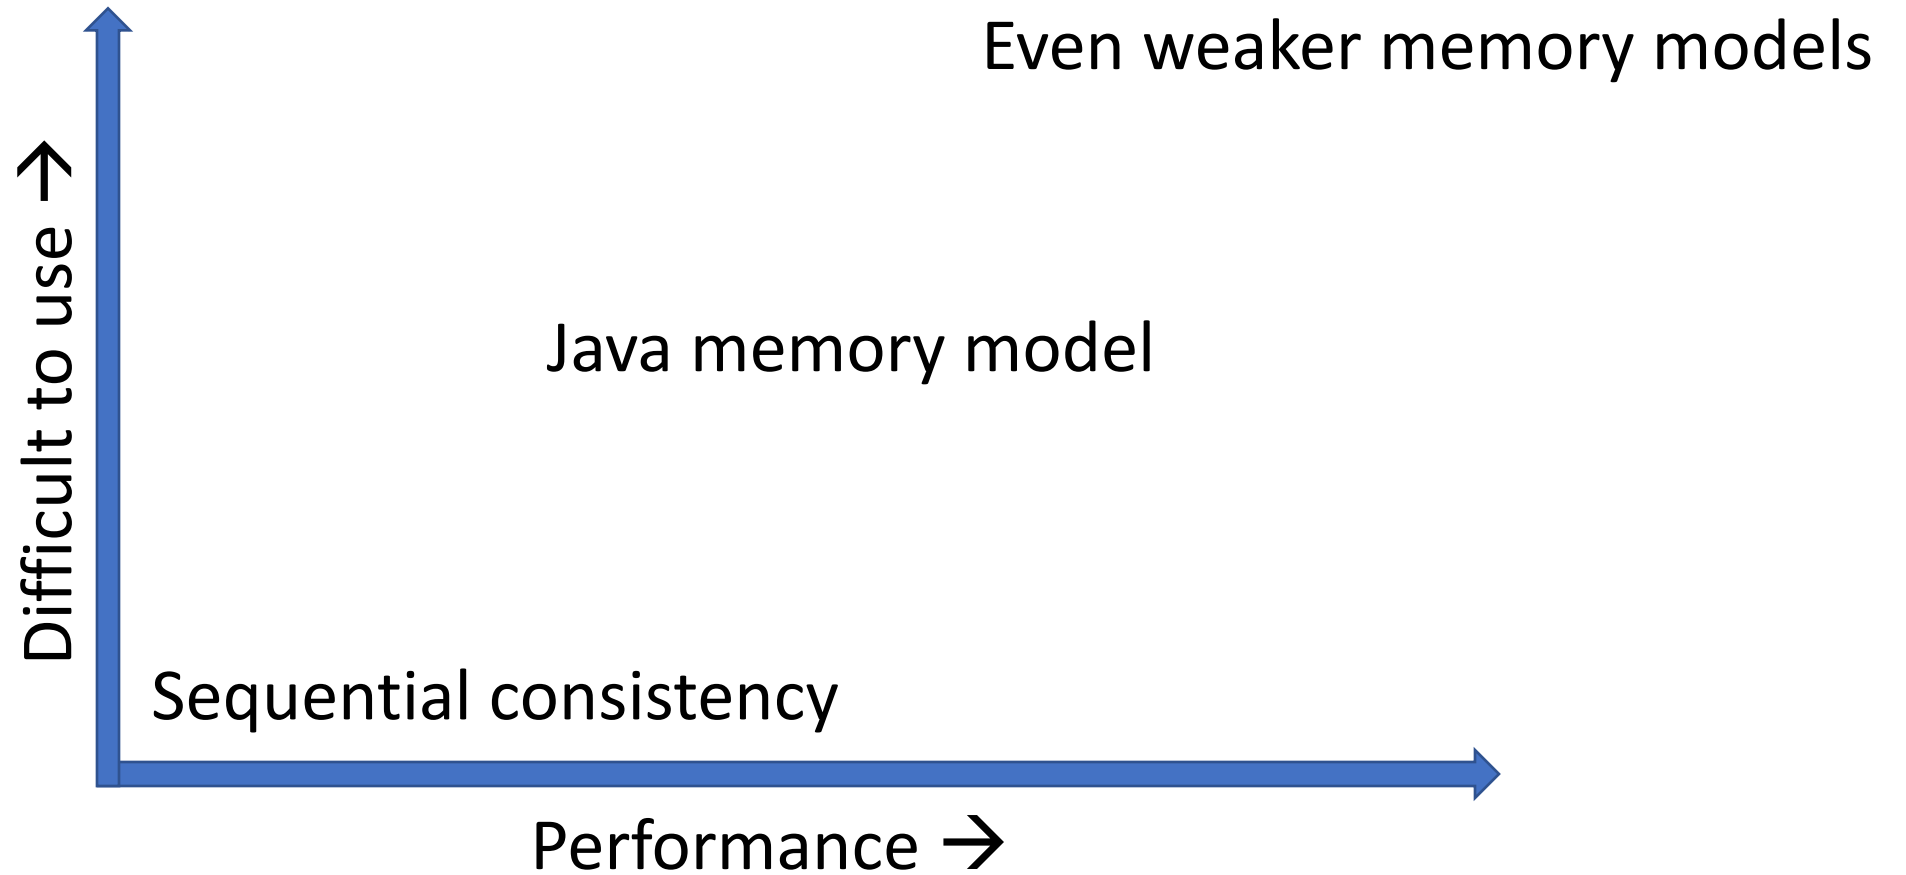 Even weaker memory models
Difficult to use →
Java memory model
Sequential consistency
Performance →